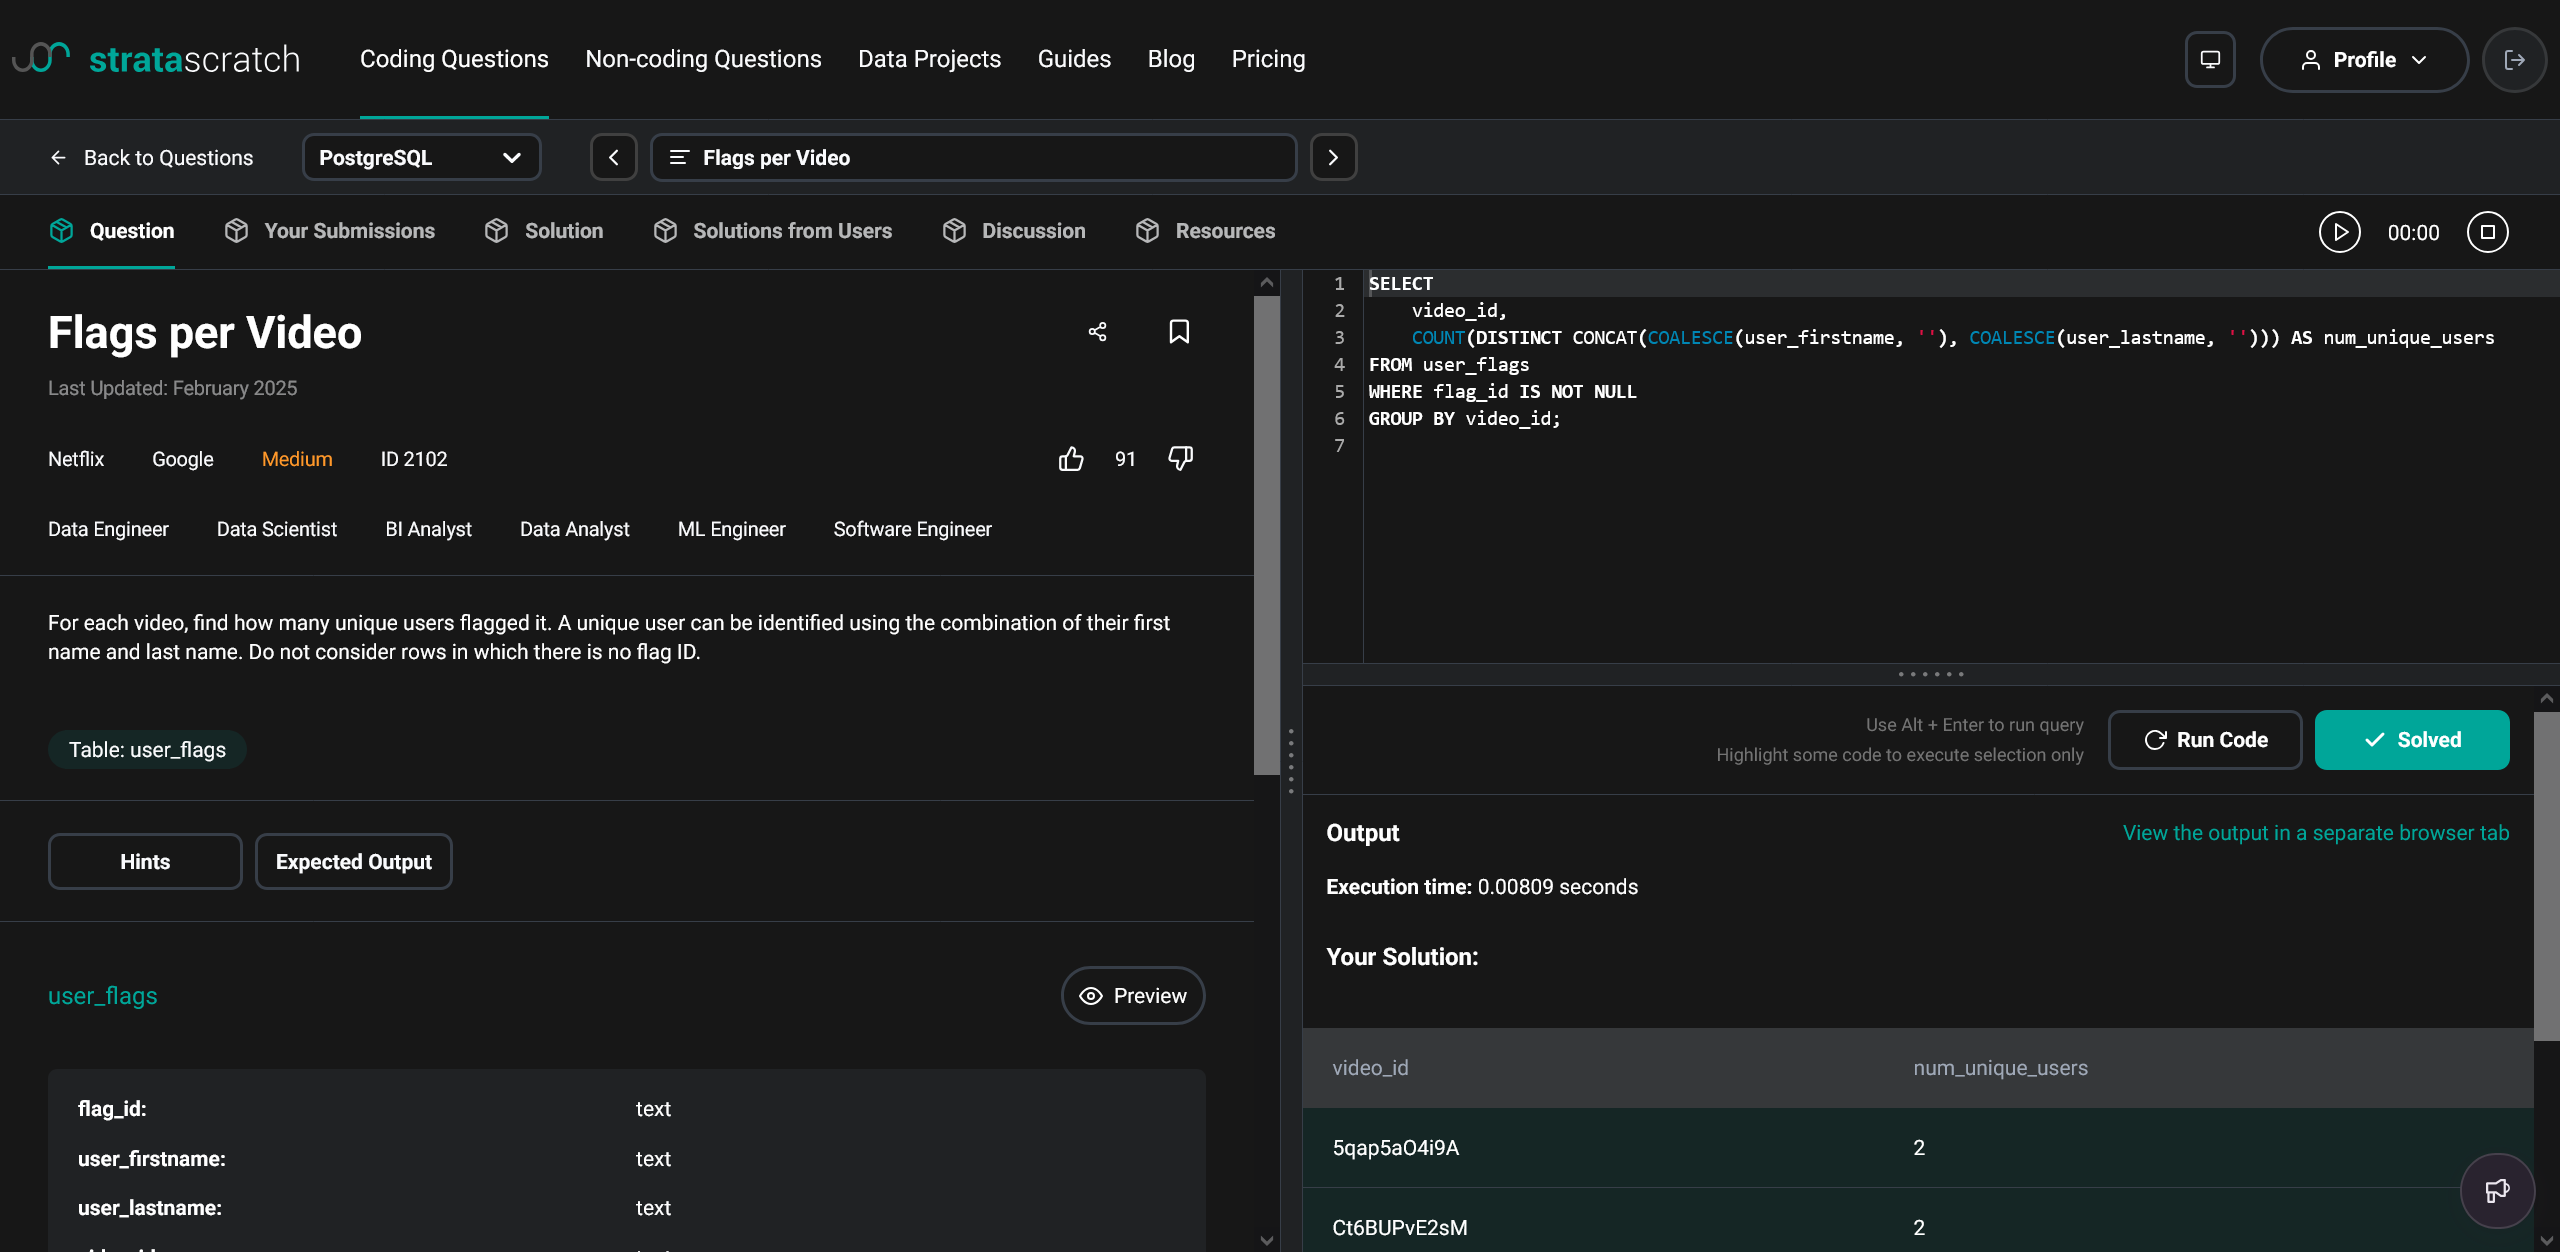 stratascratch
Coding Questions
Non-coding Questions
Data Projects
Guides
Blog
Pricing
Profile
Back to Questions
PostgreSQL
Flags per Video
Question
Your Submissions
Solution
Solutions from Users
Discussion
Resources
00:00
Flags per Video
Last Updated: February 2025
Netflix
Google
Medium
ID 2102
91
Data Engineer
Data Scientist
BI Analyst
Data Analyst
ML Engineer
Software Engineer
For each video, find how many unique users flagged it. A unique user can be identified using the combination of their first
name and last name. Do not consider rows in which there is no flag ID.
Table: user_flags
Hints
Expected Output
user_flags
Preview
flag_id: text
user_firstname: text
user_lastname: text
1 SELECT
2 video_id,
3 COUNT(DISTINCT CONCAT(COALESCE(user_firstname, ''), COALESCE(user_lastname, ''))) AS num_unique_users
4 FROM user_flags
5 WHERE flag_id IS NOT NULL
6 GROUP BY video_id;
7
Use Alt + Enter to run query
Highlight some code to execute selection only
Run Code
Solved
Output
View the output in a separate browser tab
Execution time: 0.00809 seconds
Your Solution:
video_id num_unique_users
5qap5aO4i9A 2
Ct6BUPvE2sM 2